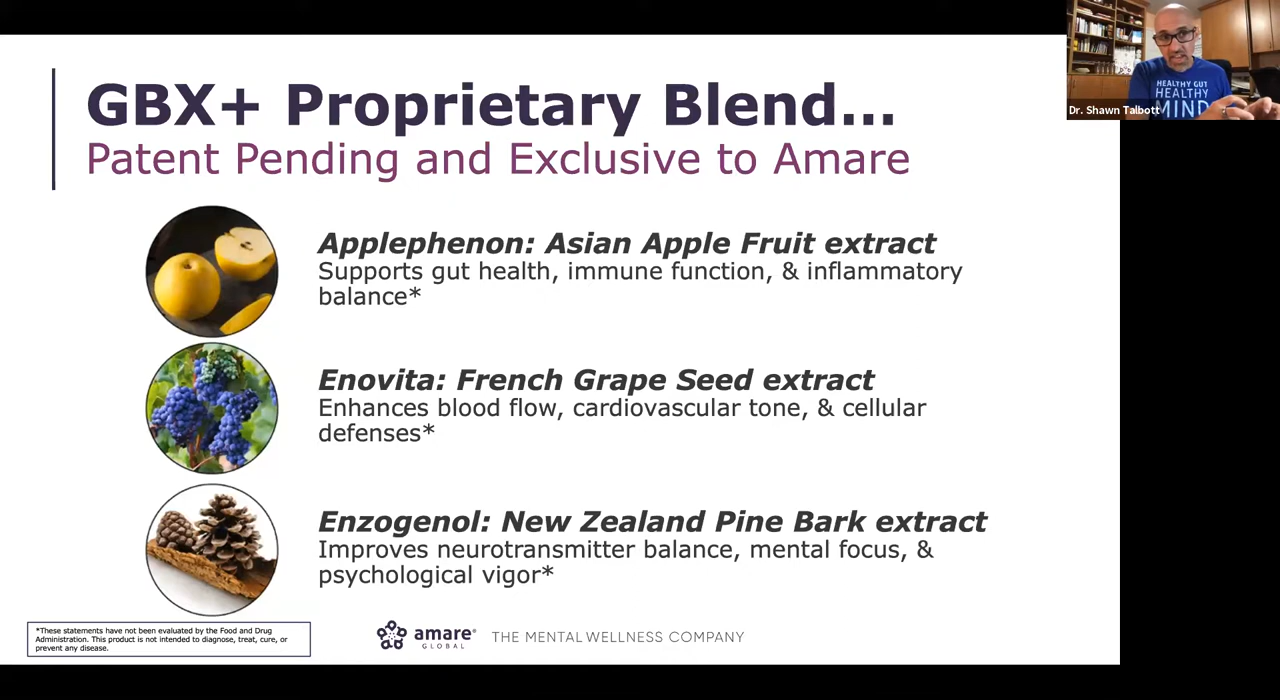 GBX+ Proprietary Blend...
Patent Pending and Exclusive to Amare
Applephenon: Asian Apple Fruit extract
Supports gut health, immune function, & inflammatory
balance*
Enovita: French Grape Seed extract
Enhances blood flow, cardiovascular tone, & cellular
defenses*
Enzogenol: New Zealand Pine Bark extract
Improves neurotransmitter balance, mental focus, &
psychological vigor*
*These statements have not been evaluated by the Food and Drug
Administration. This product is not intended to diagnose, treat, cure, or
prevent any disease.
amare®
GLOBAL
THE MENTAL WELLNESS COMPANY
HEALTHY GUT
HEALTHY
MIND
Dr. Shawn Talbott